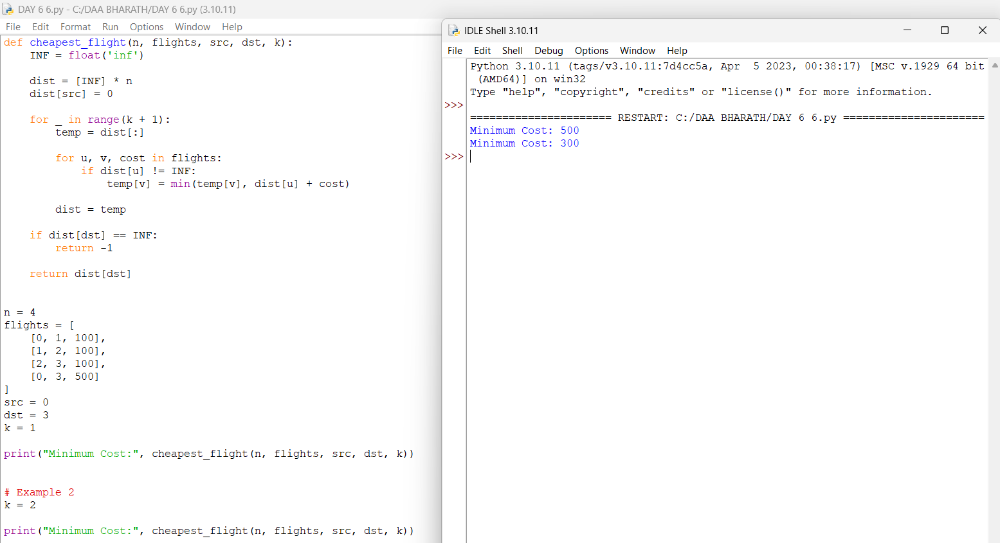 DAY 6 6.py - C:/DAA BHARATH/DAY 6 6.py (3.10.11)
File Edit Format Run Options Window Help
def cheapest_flight(n, flights, src, dst, k):
    INF = float('inf')

    dist = [INF] * n
    dist[src] = 0

    for _ in range(k + 1):
        temp = dist[:]

        for u, v, cost in flights:
            if dist[u] != INF:
                temp[v] = min(temp[v], dist[u] + cost)

        dist = temp

    if dist[dst] == INF:
        return -1

    return dist[dst]


n = 4
flights = [
    [0, 1, 100],
    [1, 2, 100],
    [2, 3, 100],
    [0, 3, 500]
]
src = 0
dst = 3
k = 1

print("Minimum Cost:", cheapest_flight(n, flights, src, dst, k))


# Example 2
k = 2

print("Minimum Cost:", cheapest_flight(n, flights, src, dst, k))
IDLE Shell 3.10.11
File Edit Shell Debug Options Window Help
Python 3.10.11 (tags/v3.10.11:7d4cc5a, Apr  5 2023, 00:38:17) [MSC v.1929 64 bit
 (AMD64)] on win32
Type "help", "copyright", "credits" or "license()" for more information.
>>>
====================== RESTART: C:/DAA BHARATH/DAY 6 6.py ======================
Minimum Cost: 500
Minimum Cost: 300
>>>